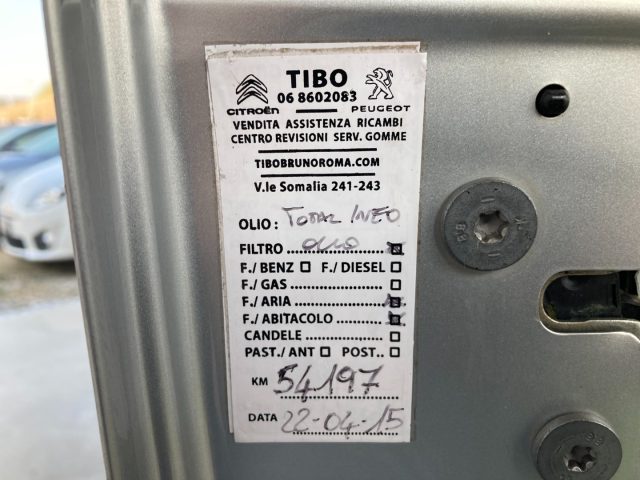 TIBO
06 8602083
CITROËN PEUGEOT
VENDITA ASSISTENZA RICAMBI
CENTRO REVISIONI SERV. GOMME
TIBOBRUNOROMA.COM
V.le Somalia 241-243
OLIO: TOTAL INEO
FILTRO OLIO
F./BENZ F./DIESEL
F./GAS
F./ARIA
F./ABITACOLO
CANDELE
PAST./ANT POST..
KM 54197
DATA 22-04-15